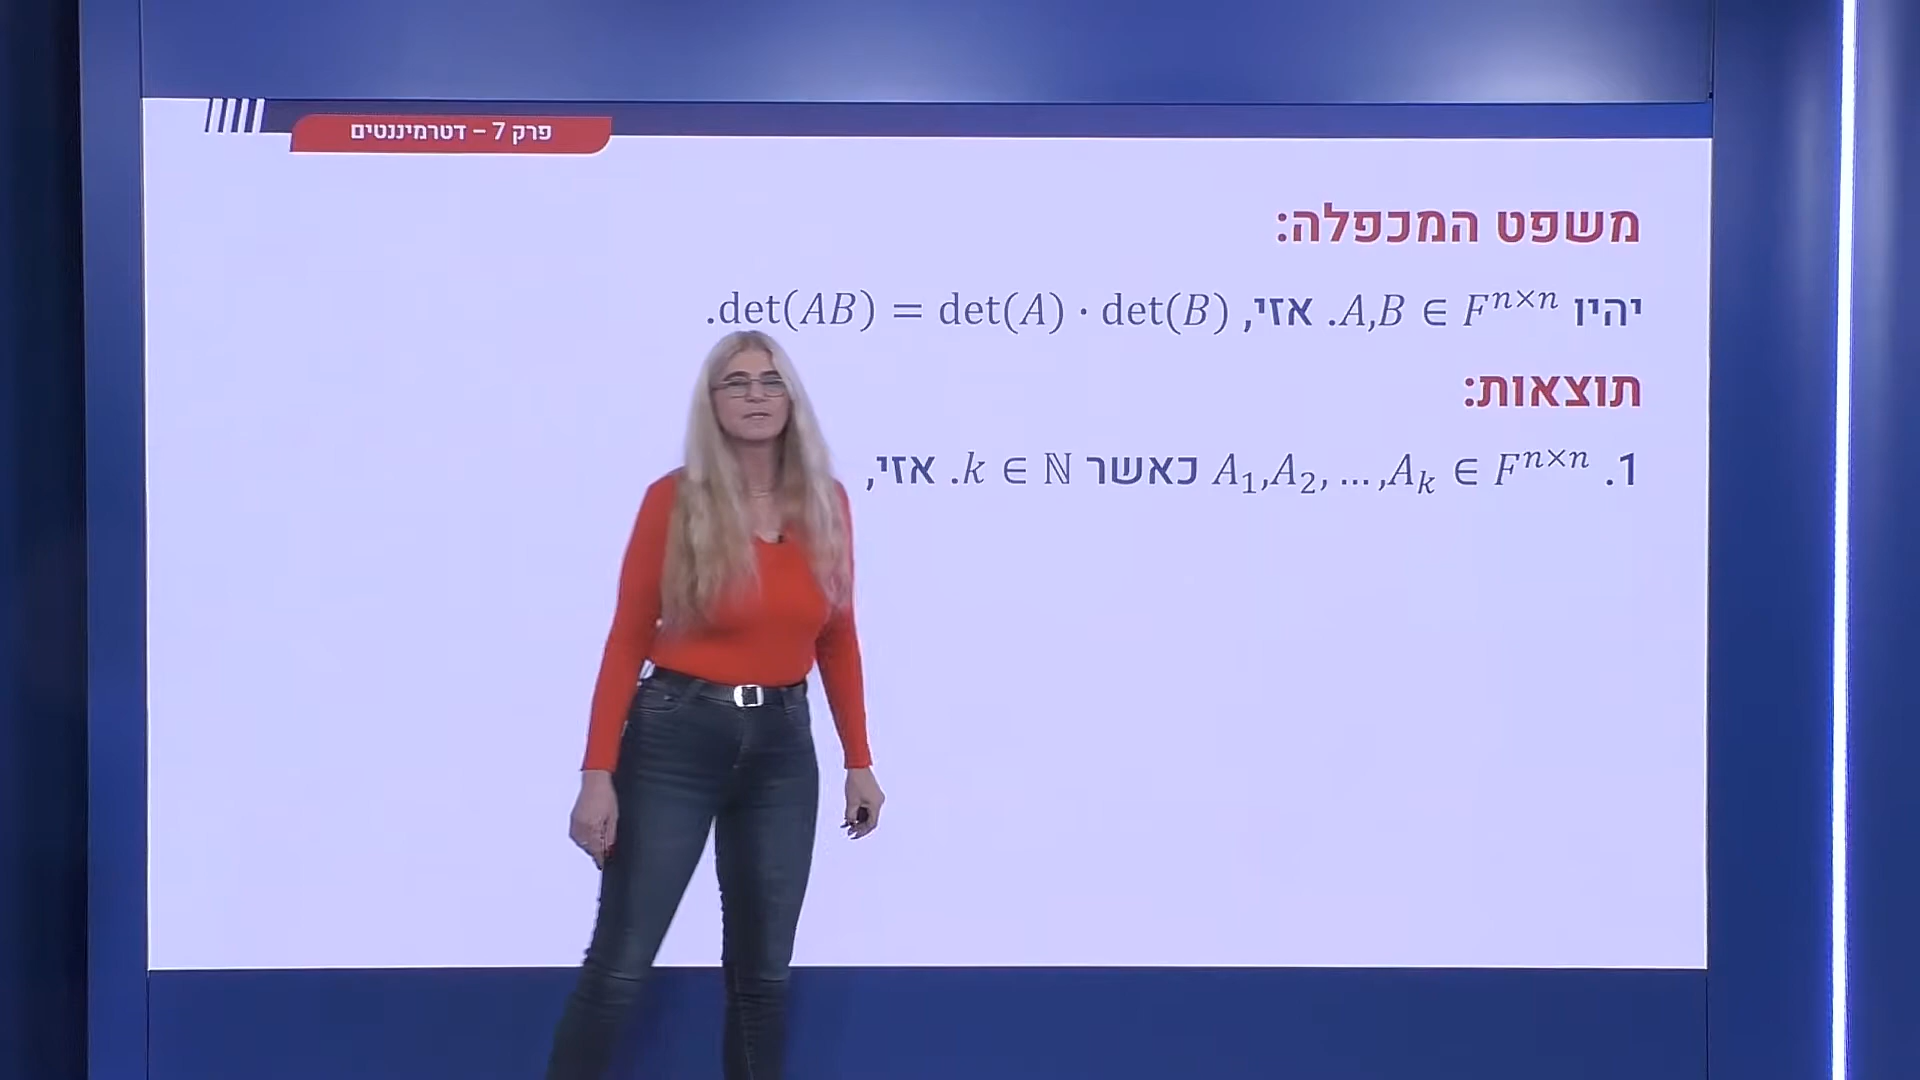 פרק 7 – דטרמיננטים
משפט המכפלה:
יהיו A,B ∈ F^{n×n}. אזי, det(AB) = det(A) · det(B).
תוצאות:
1. A_1,A_2, … ,A_k ∈ F^{n×n} כאשר k ∈ ℕ. אזי,